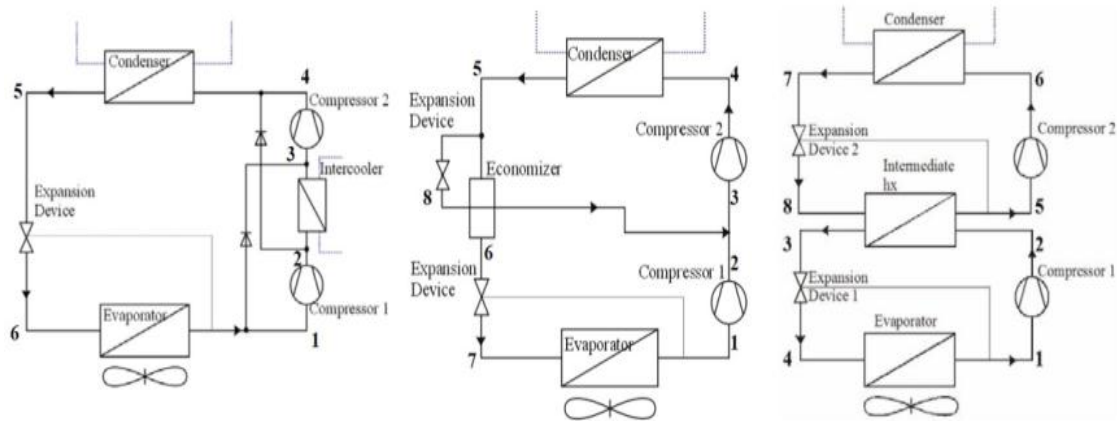 Condenser
4
5
Compressor 2
3
Intercooler
Expansion
Device
2
Compressor 1
6
Evaporator
1
Condenser
5
4
Expansion
Device
Compressor 2
Economizer
8
3
6
2
Expansion
Device
Compressor 1
7
Evaporator
1
Condenser
7
6
Expansion
Device 2
Compressor 2
Intermediate
hx
8
5
3
2
Expansion
Device 1
Compressor 1
Evaporator
4
1